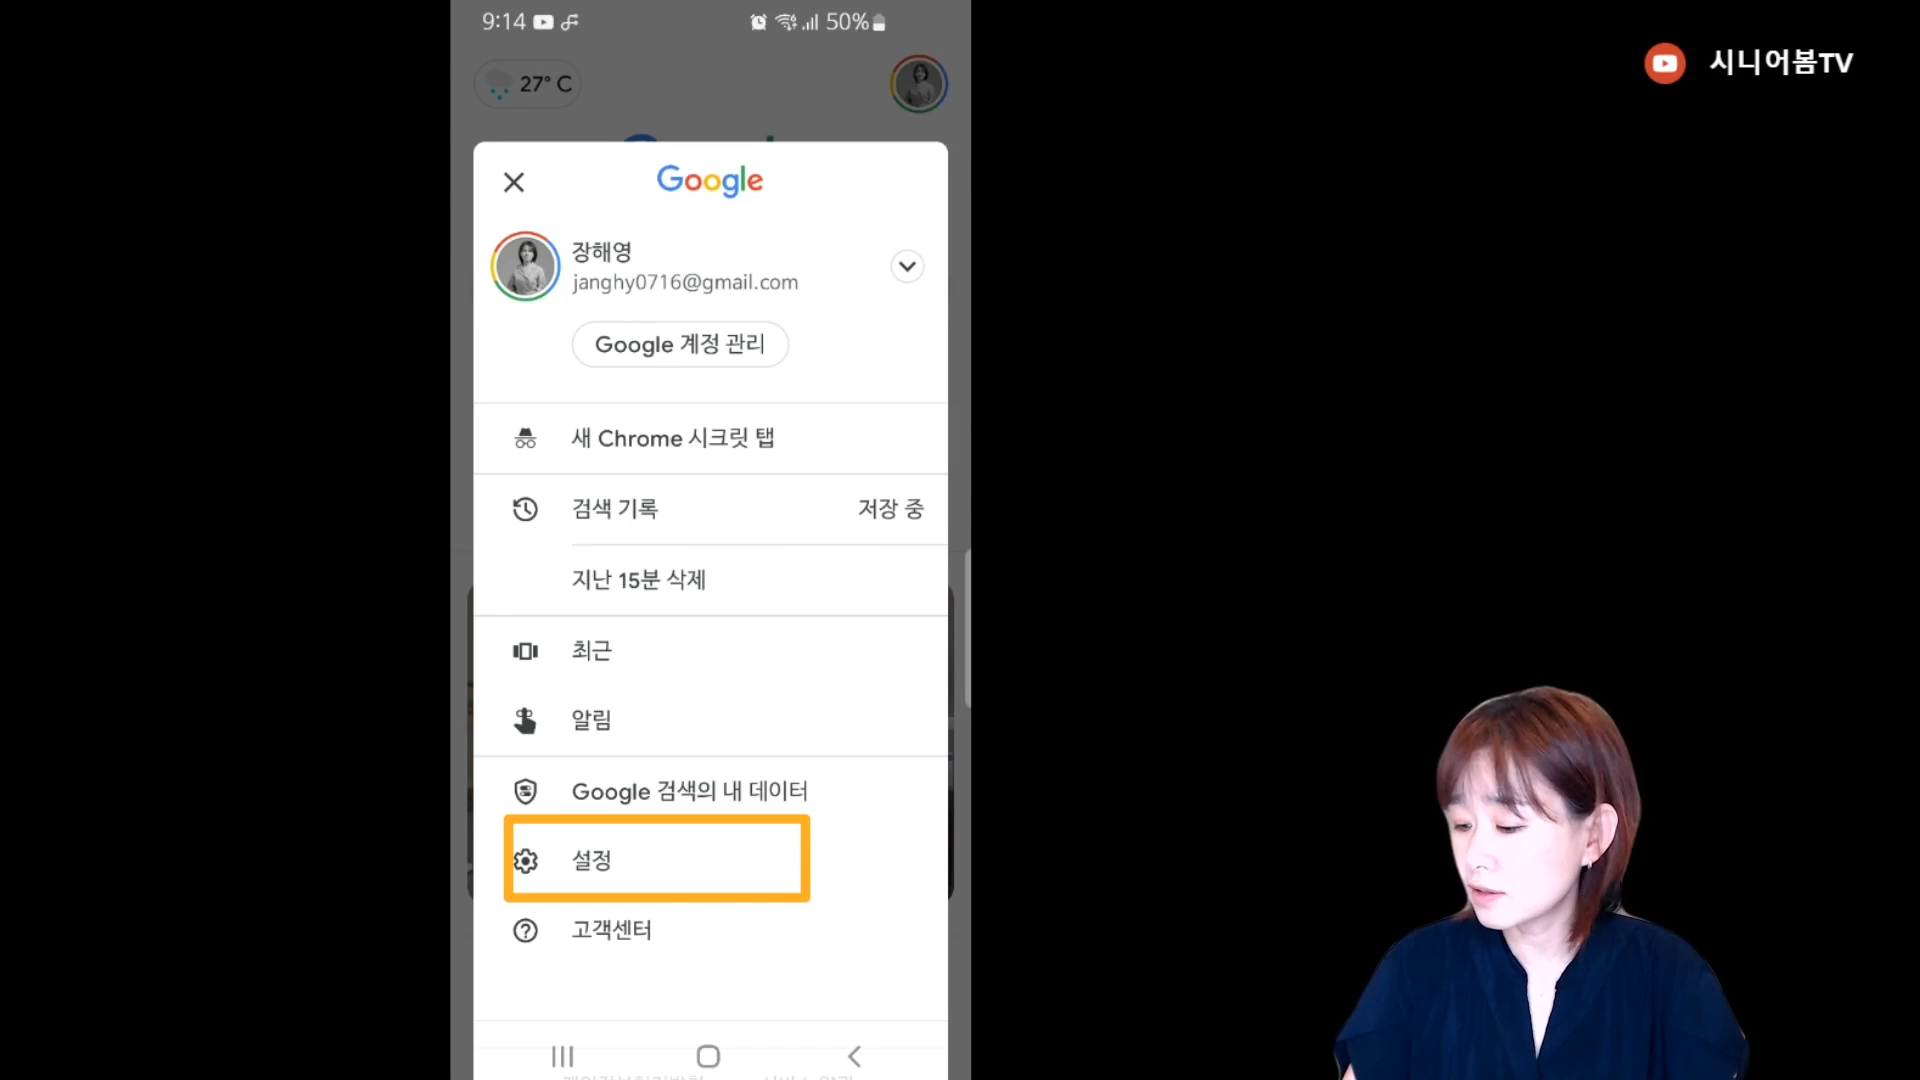 9:14
50%
시니어봄TV
27° C
Google
장해영
janghy0716@gmail.com
Google 계정 관리
새 Chrome 시크릿 탭
검색 기록
저장 중
지난 15분 삭제
최근
알림
Google 검색의 내 데이터
설정
고객센터